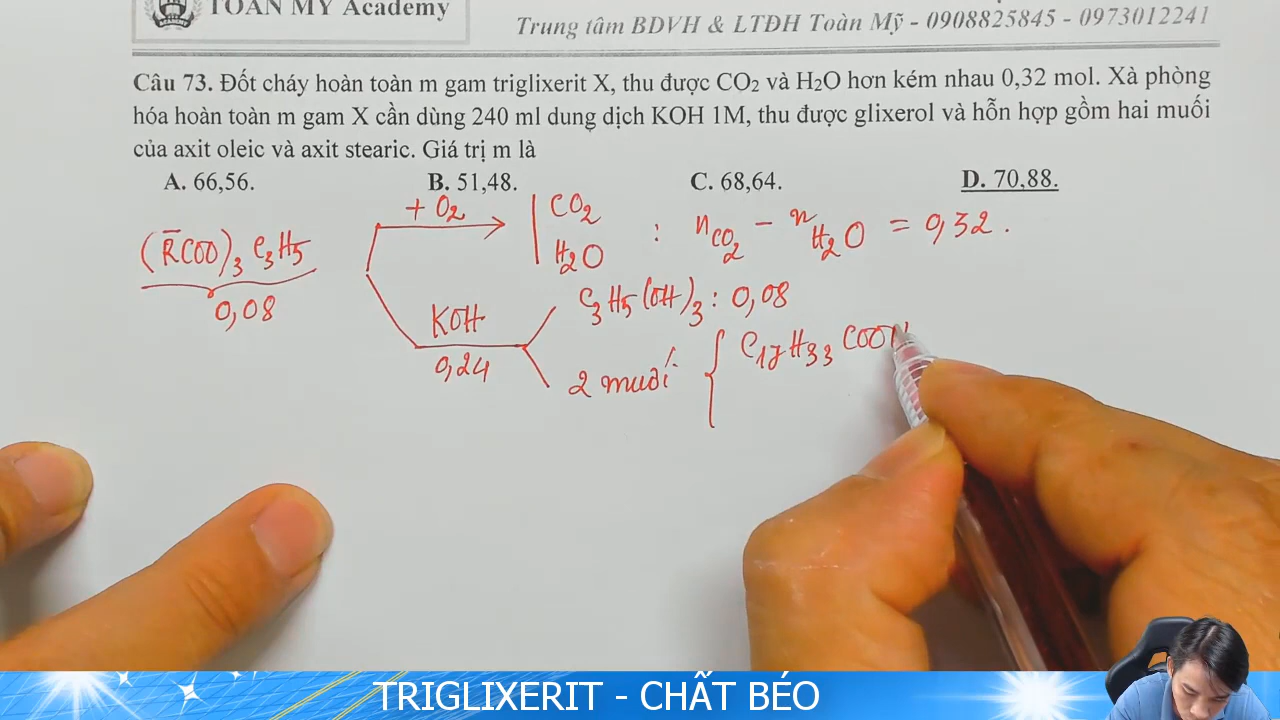 TOÀN MỸ Academy
Trung tâm BDVH & LTĐH Toàn Mỹ - 0908825845 - 0973012241
Câu 73. Đốt cháy hoàn toàn m gam triglixerit X, thu được CO₂ và H₂O hơn kém nhau 0,32 mol. Xà phòng
hóa hoàn toàn m gam X cần dùng 240 ml dung dịch KOH 1M, thu được glixerol và hỗn hợp gồm hai muối
của axit oleic và axit stearic. Giá trị m là
A. 66,56. B. 51,48. C. 68,64. D. 70,88.
+ O₂ CO₂
H₂O : nCO₂ - nH₂O = 0,32.
(R̅COO)₃C₃H₅
0,08
KOH
0,24
C₃H₅(OH)₃ : 0,08
2 muối { C₁₇H₃₃COO
TRIGLIXERIT - CHẤT BÉO